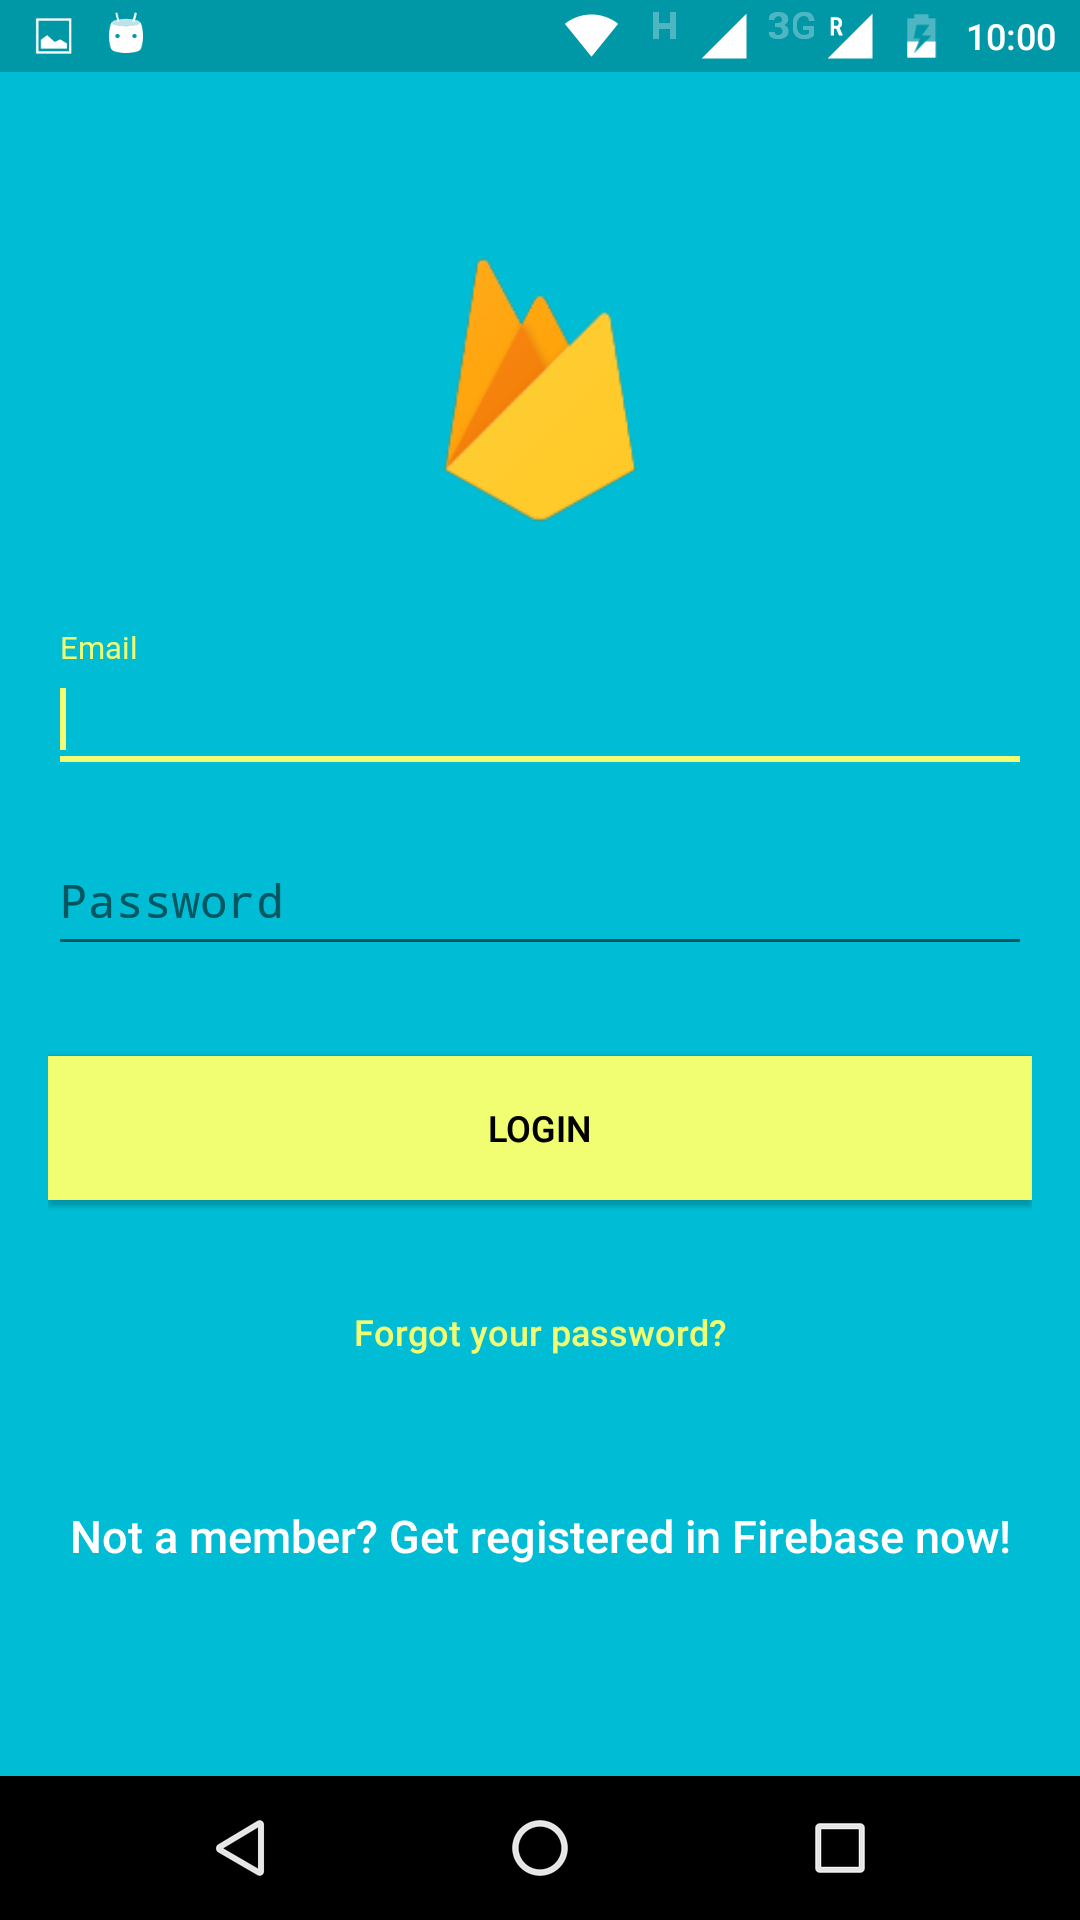 H 3G R 10:00
Email
Password
LOGIN
Forgot your password?
Not a member? Get registered in Firebase now!